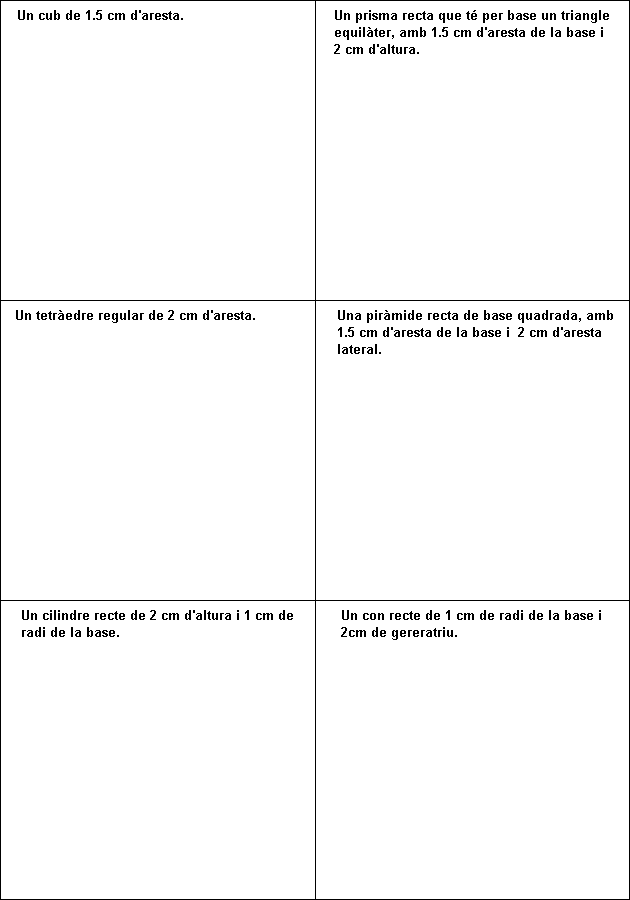 Un cub de 1.5 cm d'aresta.
Un prisma recta que té per base un triangle
equilàter, amb 1.5 cm d'aresta de la base i
2 cm d'altura.
Un tetràedre regular de 2 cm d'aresta.
Una piràmide recta de base quadrada, amb
1.5 cm d'aresta de la base i  2 cm d'aresta
lateral.
Un cilindre recte de 2 cm d'altura i 1 cm de
radi de la base.
Un con recte de 1 cm de radi de la base i
2cm de gereratriu.